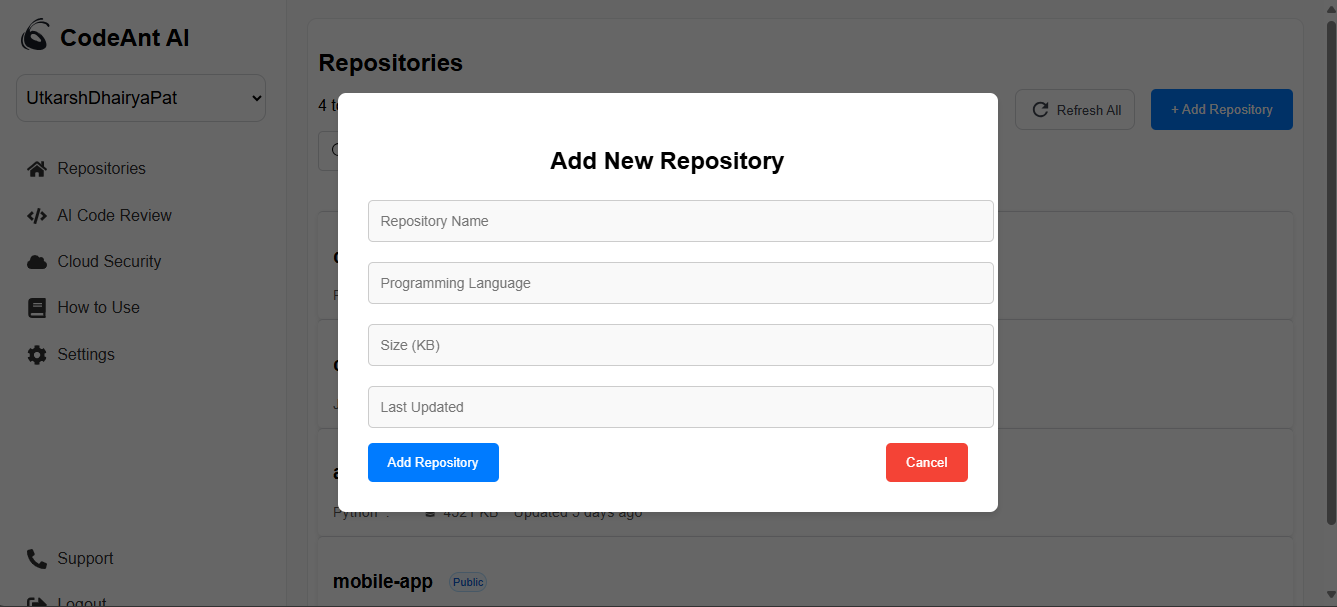 CodeAnt AI
UtkarshDhairyaPat
Repositories
AI Code Review
Cloud Security
How to Use
Settings
Support
Logout
Repositories
4
Refresh All
+ Add Repository
Add New Repository
Repository Name
Programming Language
Size (KB)
Last Updated
Add Repository
Cancel
Python
4521 KB
Updated 5 days ago
mobile-app
Public